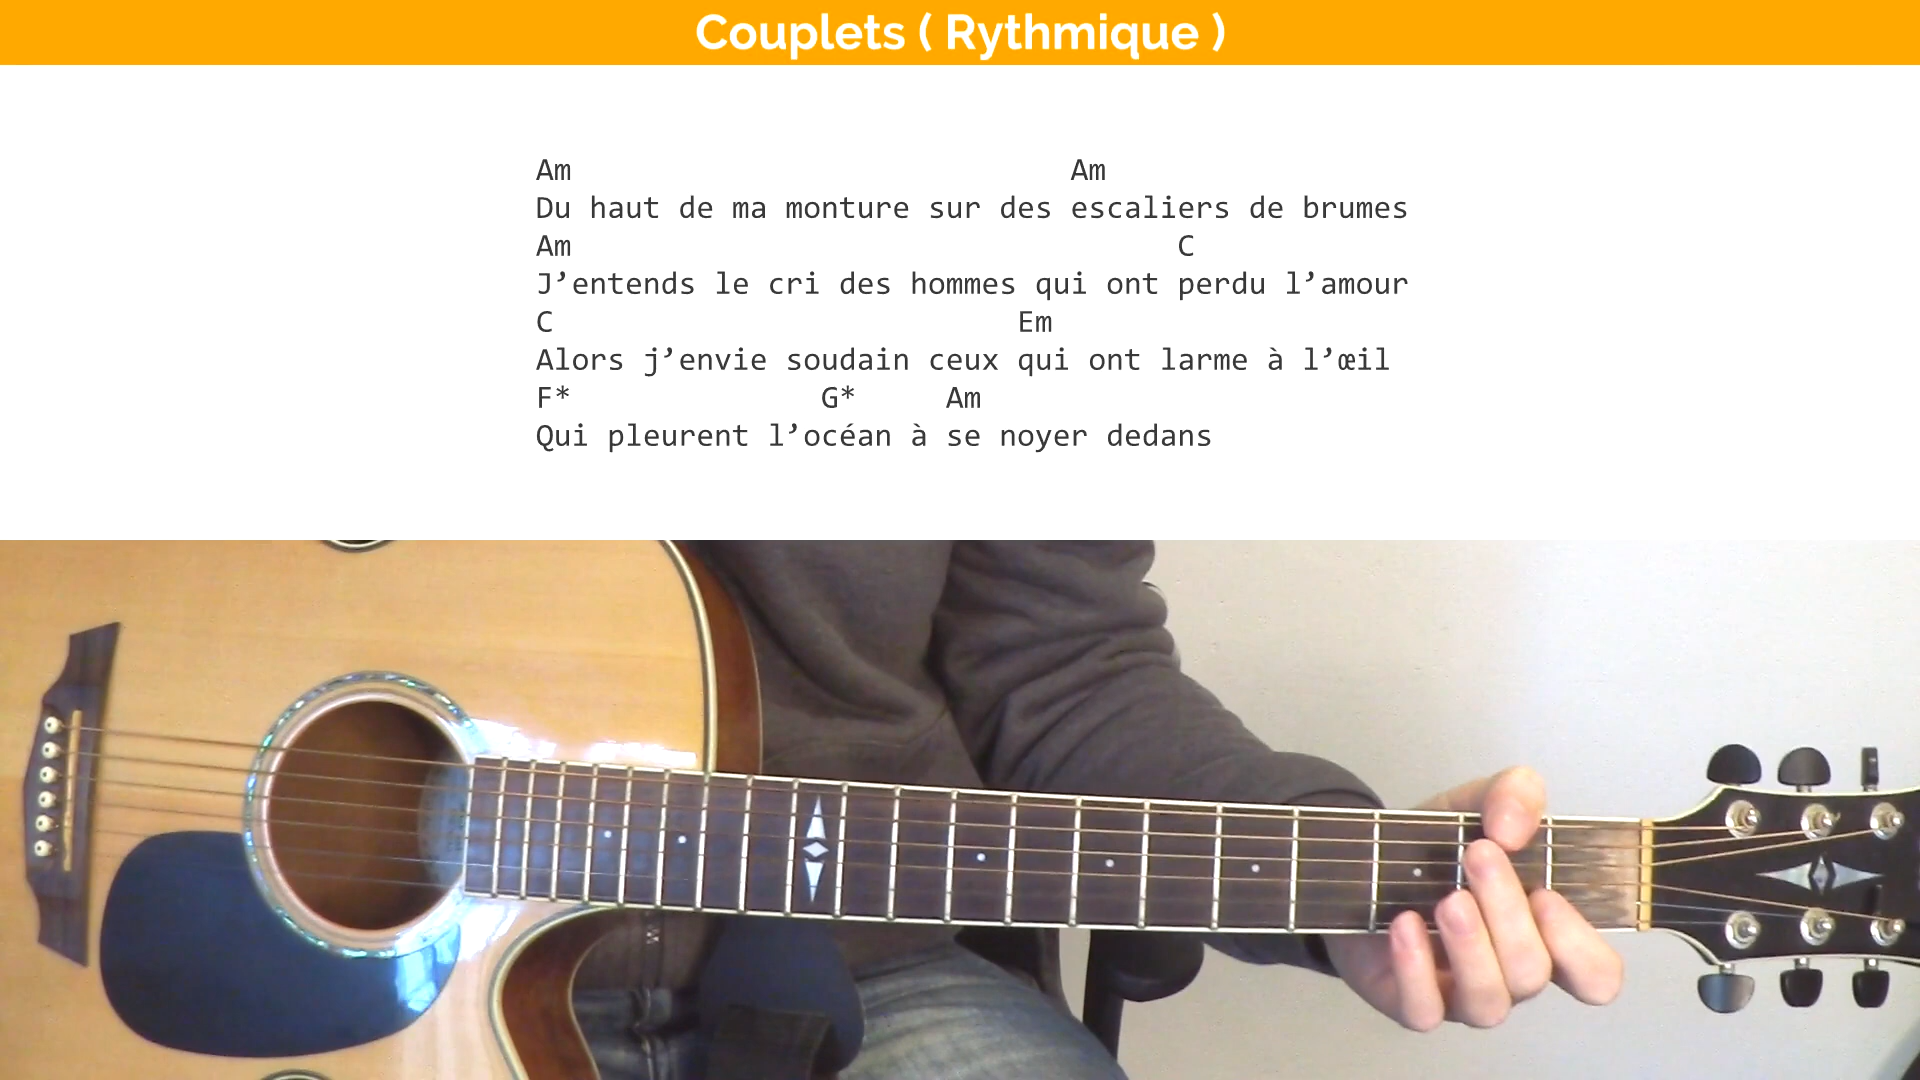 Couplets ( Rythmique )
Am Am
Du haut de ma monture sur des escaliers de brumes
Am C
J’entends le cri des hommes qui ont perdu l’amour
C Em
Alors j’envie soudain ceux qui ont larme à l’œil
F* G* Am
Qui pleurent l’océan à se noyer dedans